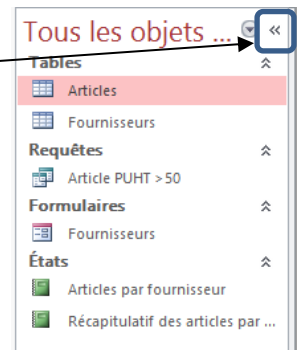 Tous les objets ...
Tables
Articles
Fournisseurs
Requêtes
Article PUHT >50
Formulaires
Fournisseurs
États
Articles par fournisseur
Récapitulatif des articles par ...